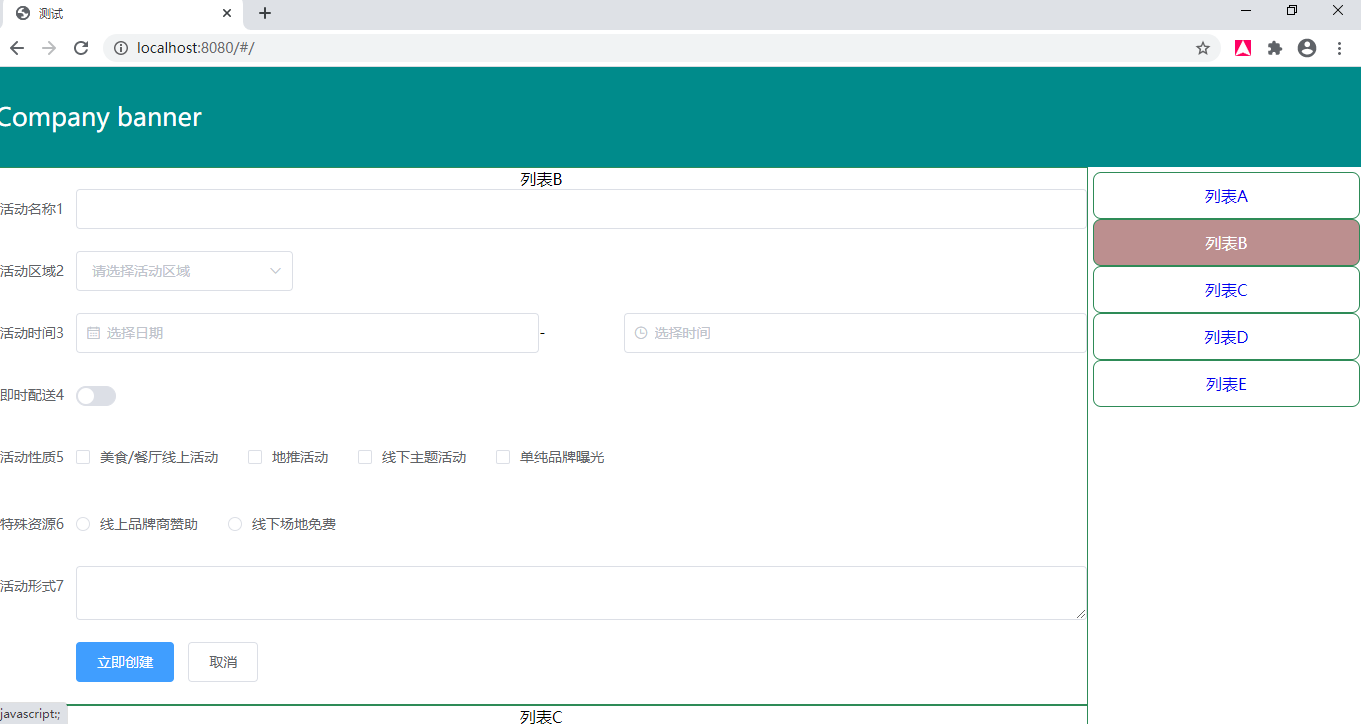 测试
localhost:8080/#/
Company banner
列表B
活动名称1
活动区域2 请选择活动区域
活动时间3 选择日期 - 选择时间
即时配送4
活动性质5 美食/餐厅线上活动 地推活动 线下主题活动 单纯品牌曝光
特殊资源6 线上品牌商赞助 线下场地免费
活动形式7
立即创建 取消
列表C
javascript:;
列表A
列表B
列表C
列表D
列表E